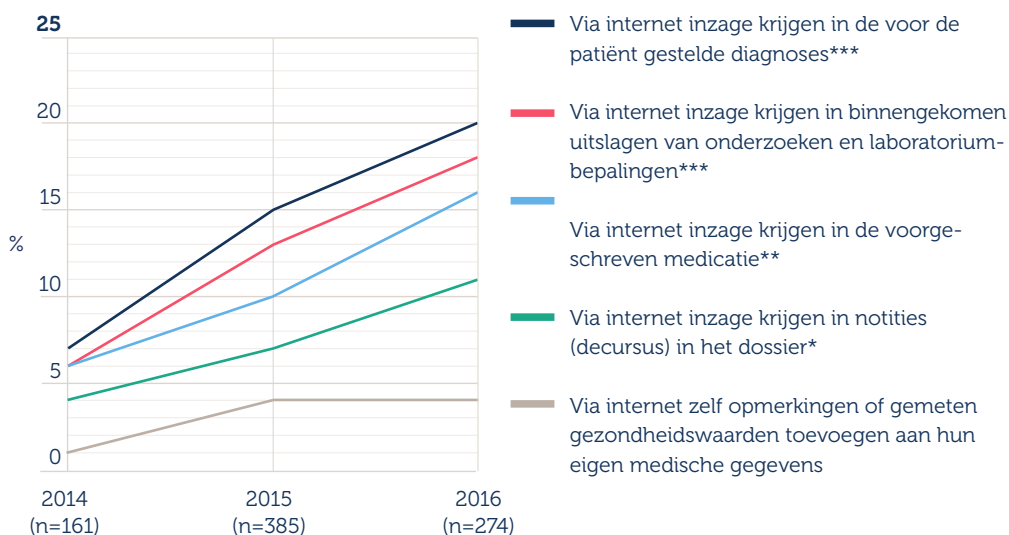 25
20
15
%
10
5
0
2014
(n=161)
2015
(n=385)
2016
(n=274)
Via internet inzage krijgen in de voor de
patiënt gestelde diagnoses***
Via internet inzage krijgen in binnengekomen
uitslagen van onderzoeken en laboratorium-
bepalingen***
Via internet inzage krijgen in de voorge-
schreven medicatie**
Via internet inzage krijgen in notities
(decursus) in het dossier*
Via internet zelf opmerkingen of gemeten
gezondheidswaarden toevoegen aan hun
eigen medische gegevens